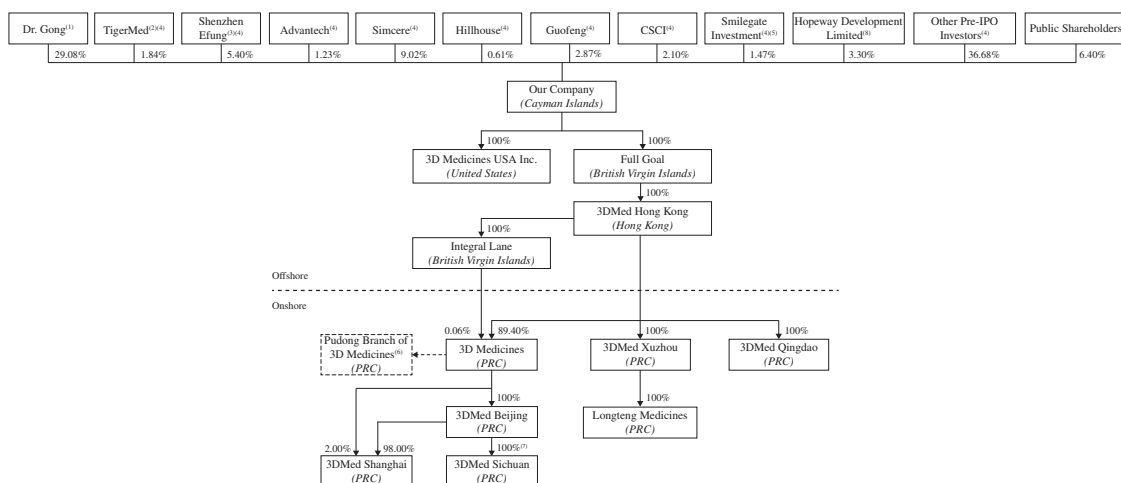 Dr. Gong(1)
TigerMed(2)(4)
Shenzhen
Efung(3)(4)
Advantech(4)
Simcere(4)
Hillhouse(4)
Guofeng(4)
CSCI(4)
Smilegate
Investment(4)(5)
Hopeway Development
Limited(8)
Other Pre-IPO
Investors(4)
Public Shareholders
29.08%
1.84%
5.40%
1.23%
9.02%
0.61%
2.87%
2.10%
1.47%
3.30%
36.68%
6.40%
Our Company
(Cayman Islands)
100%
100%
3D Medicines USA Inc.
(United States)
Full Goal
(British Virgin Islands)
100%
3DMed Hong Kong
(Hong Kong)
100%
Integral Lane
(British Virgin Islands)
Offshore
Onshore
0.06%
89.40%
100%
100%
Pudong Branch of
3D Medicines(6)
(PRC)
3D Medicines
(PRC)
3DMed Xuzhou
(PRC)
3DMed Qingdao
(PRC)
100%
100%
3DMed Beijing
(PRC)
Longteng Medicines
(PRC)
2.00%
98.00%
100%(7)
3DMed Shanghai
(PRC)
3DMed Sichuan
(PRC)